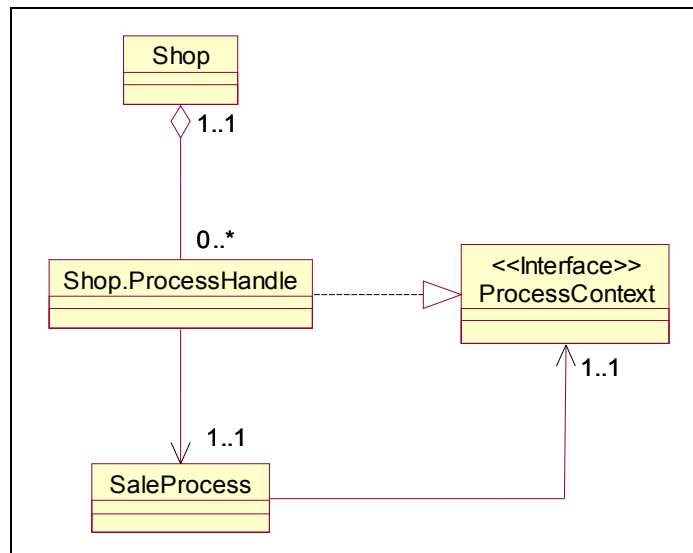 Shop
1..1
0..*
Shop.ProcessHandle
<<Interface>>
ProcessContext
1..1
1..1
SaleProcess